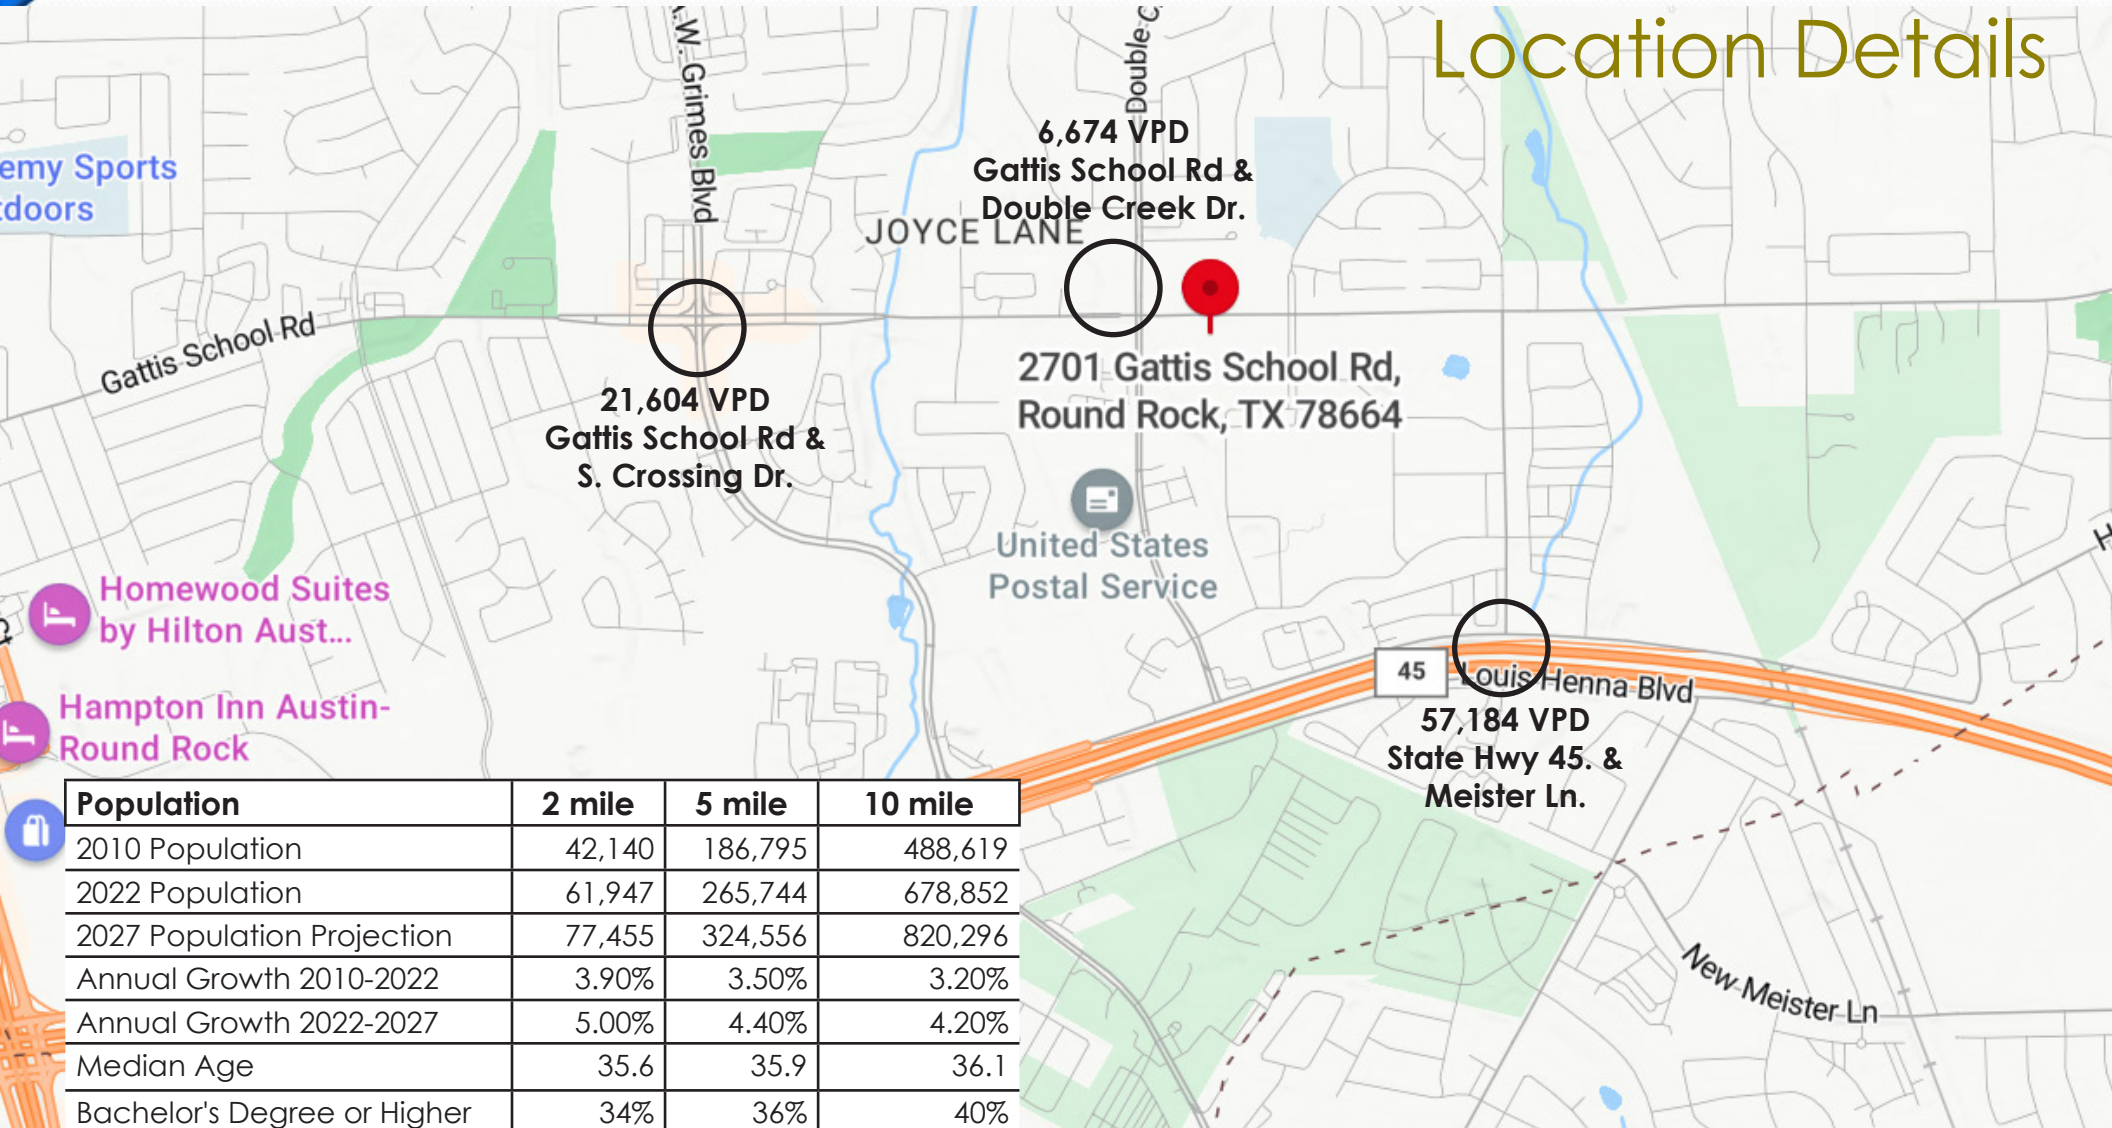 Location Details
A.W. Grimes Blvd
Double C
6,674 VPD
Gattis School Rd &
Double Creek Dr.
emy Sports
tdoors
JOYCE LANE
Gattis School Rd
2701 Gattis School Rd,
Round Rock, TX 78664
21,604 VPD
Gattis School Rd &
S. Crossing Dr.
United States
Postal Service
Homewood Suites
by Hilton Aust...
H
ct
45
Louis Henna Blvd
Hampton Inn Austin-
Round Rock
57,184 VPD
State Hwy 45. &
Meister Ln.
New Meister Ln
Population 2 mile 5 mile 10 mile
2010 Population 42,140 186,795 488,619
2022 Population 61,947 265,744 678,852
2027 Population Projection 77,455 324,556 820,296
Annual Growth 2010-2022 3.90% 3.50% 3.20%
Annual Growth 2022-2027 5.00% 4.40% 4.20%
Median Age 35.6 35.9 36.1
Bachelor's Degree or Higher 34% 36% 40%